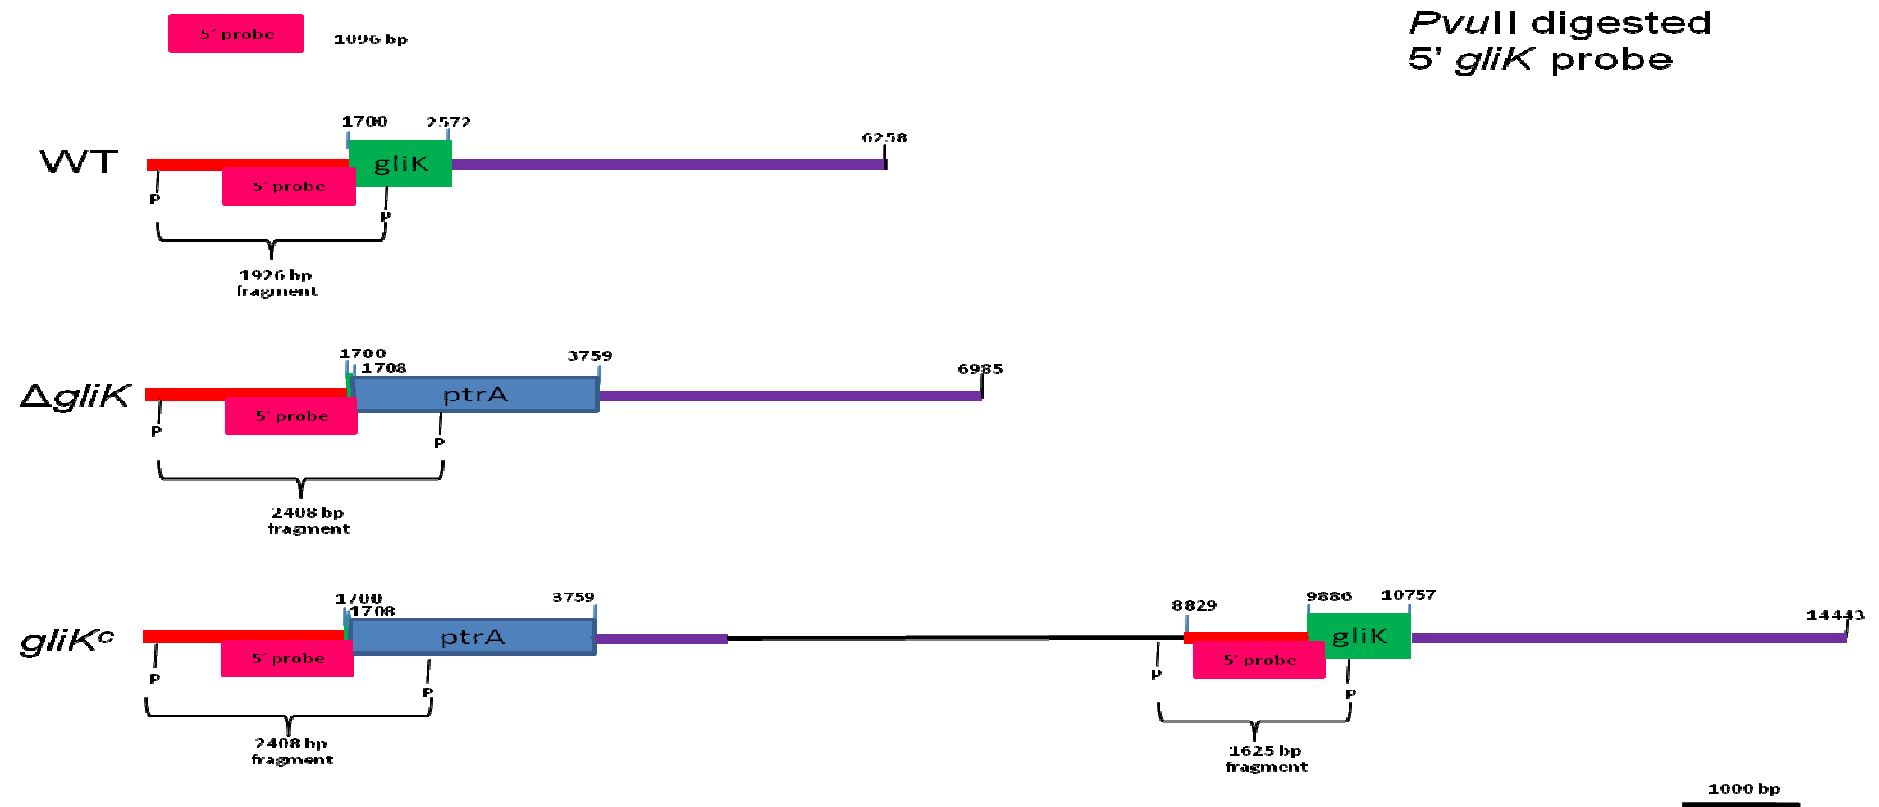 PvuII digested
5' gliK probe
5' probe
1096 bp
WT
1700
2572
6258
gliK
5' probe
P
P
1926 bp
fragment
ΔgliK
1700
1708
3759
6985
ptrA
5' probe
P
P
2408 bp
fragment
gliKc
1700
1708
3759
8829
9886
10757
14443
ptrA
gliK
5' probe
5' probe
P
P
P
P
2408 bp
fragment
1625 bp
fragment
1000 bp